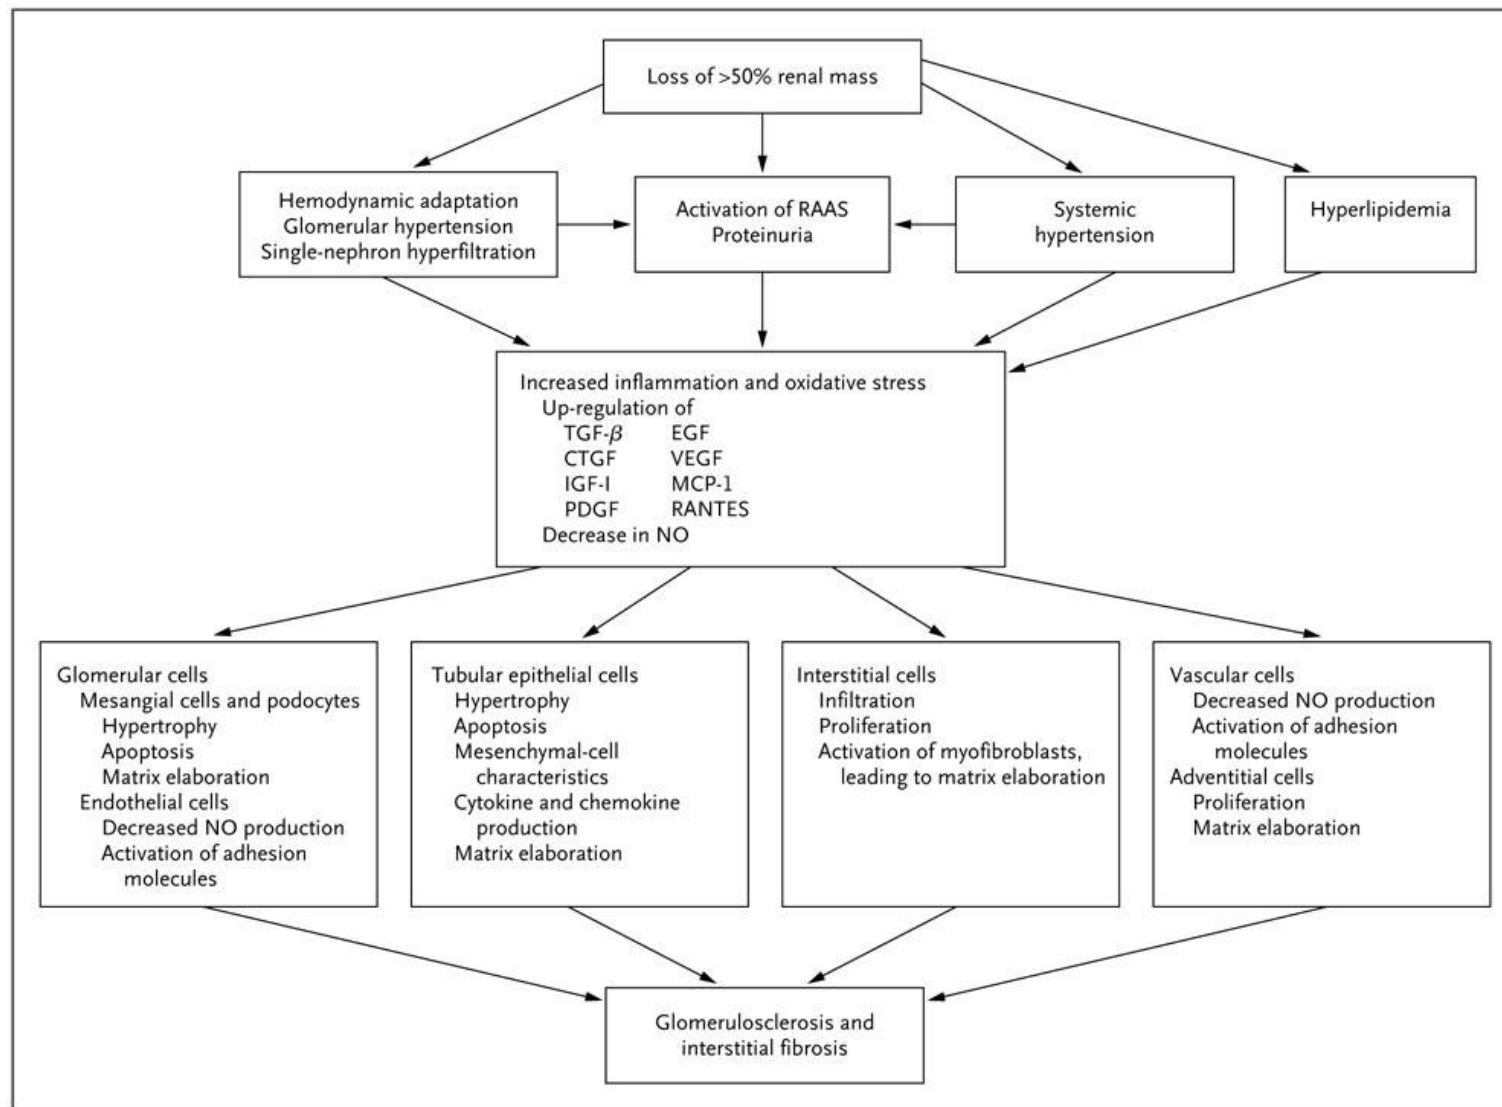 Loss of >50% renal mass
Hemodynamic adaptation
Glomerular hypertension
Single-nephron hyperfiltration
Activation of RAAS
Proteinuria
Systemic
hypertension
Hyperlipidemia
Increased inflammation and oxidative stress
Up-regulation of
TGF-β EGF
CTGF VEGF
IGF-I MCP-1
PDGF RANTES
Decrease in NO
Glomerular cells
Mesangial cells and podocytes
Hypertrophy
Apoptosis
Matrix elaboration
Endothelial cells
Decreased NO production
Activation of adhesion
molecules
Tubular epithelial cells
Hypertrophy
Apoptosis
Mesenchymal-cell
characteristics
Cytokine and chemokine
production
Matrix elaboration
Interstitial cells
Infiltration
Proliferation
Activation of myofibroblasts,
leading to matrix elaboration
Vascular cells
Decreased NO production
Activation of adhesion
molecules
Adventitial cells
Proliferation
Matrix elaboration
Glomerulosclerosis and
interstitial fibrosis